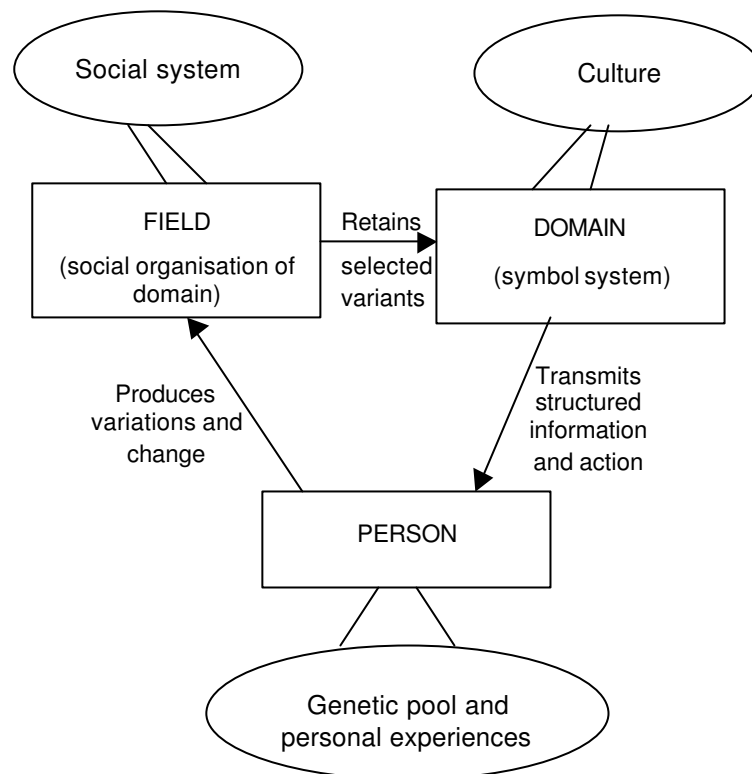 Social system
Culture
FIELD
(social organisation of
domain)
Retains
selected
variants
DOMAIN
(symbol system)
Produces
variations and
change
Transmits
structured
information
and action
PERSON
Genetic pool and
personal experiences